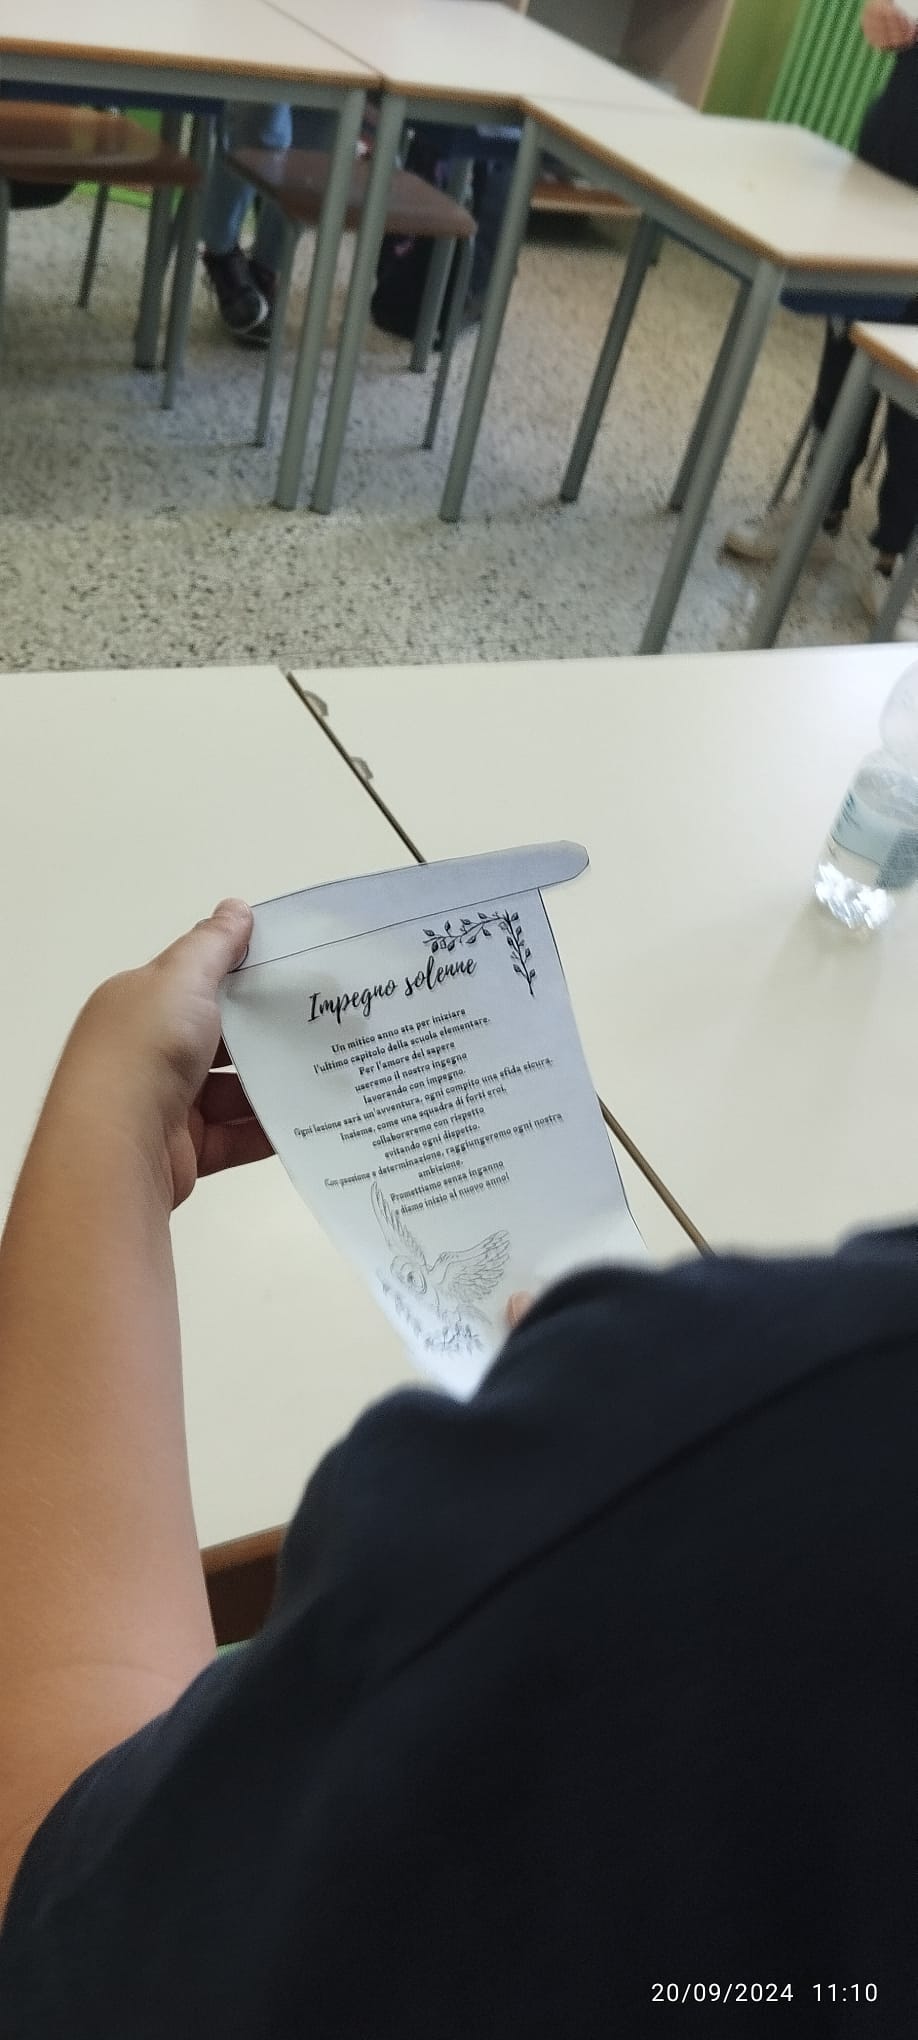 Impegno solenne
Un mitico anno sta per iniziare
l'ultimo capitolo della scuola elementare.
Per l'amore del sapere
useremo il nostro ingegno
lavorando con impegno.
Ogni lezione sarà un'avventura, ogni compito una sfida sicura.
Insieme, come una squadra di forti eroi,
collaboreremo con rispetto
evitando ogni dispetto.
Con passione e determinazione, raggiungeremo ogni nostra
ambizione.
Promettiamo senza inganno
e diamo inizio al nuovo anno!
20/09/2024 11:10